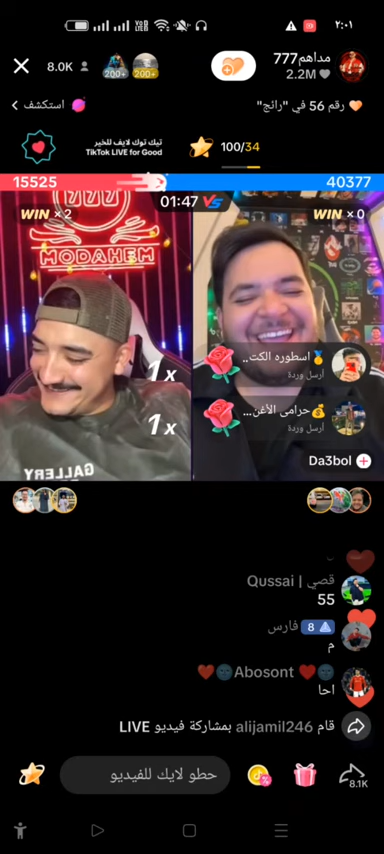 ٢:٠١
مداهم777
2.2M
8.0K
200+
200+
رقم 56 في "رائج"
استكشف
تيك توك لايف للخير
TikTok LIVE for Good
100/34
15525
40377
WIN × 2
01:47 VS
WIN × 0
777
MODAHEM
1x
اسطوره الكت..
أرسل وردة
1x
حرامي الأغن...
أرسل وردة
GALLERY
Da3bol
قصي | Qussai
55
8 فارس
م
Abosont
احا
قام alijamil246 بمشاركة فيديو LIVE
حطو لايك للفيديو
8.1K